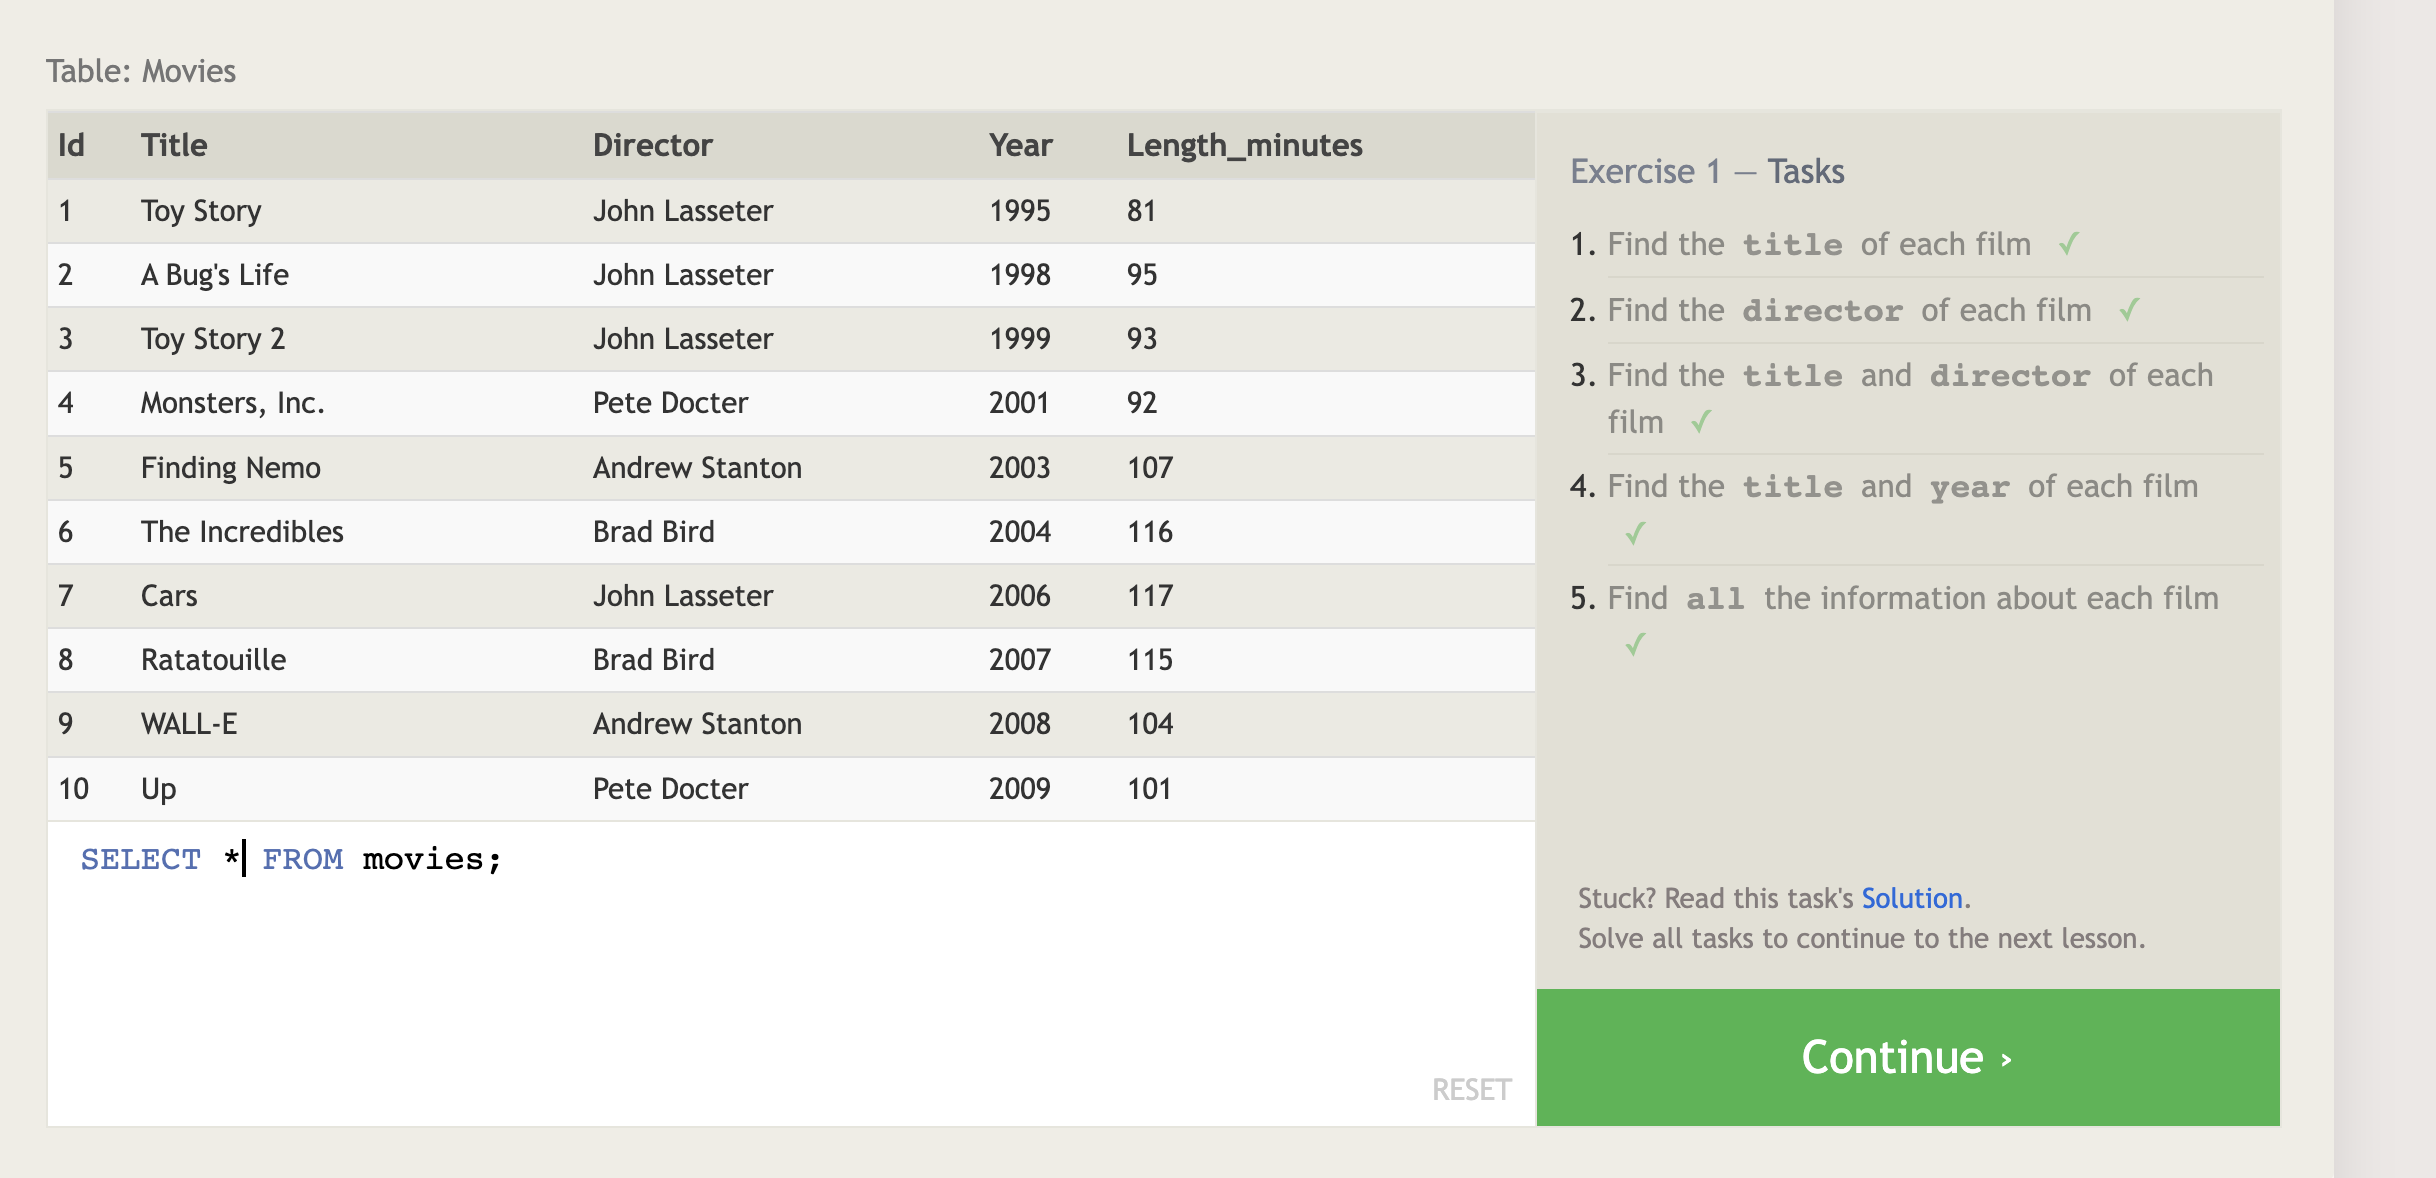 Table: Movies
Id Title Director Year Length_minutes
1 Toy Story John Lasseter 1995 81
2 A Bug's Life John Lasseter 1998 95
3 Toy Story 2 John Lasseter 1999 93
4 Monsters, Inc. Pete Docter 2001 92
5 Finding Nemo Andrew Stanton 2003 107
6 The Incredibles Brad Bird 2004 116
7 Cars John Lasseter 2006 117
8 Ratatouille Brad Bird 2007 115
9 WALL-E Andrew Stanton 2008 104
10 Up Pete Docter 2009 101
SELECT * FROM movies;
RESET
Exercise 1 — Tasks
1. Find the title of each film ✓
2. Find the director of each film ✓
3. Find the title and director of each
film ✓
4. Find the title and year of each film
✓
5. Find all the information about each film
✓
Stuck? Read this task's Solution.
Solve all tasks to continue to the next lesson.
Continue ›